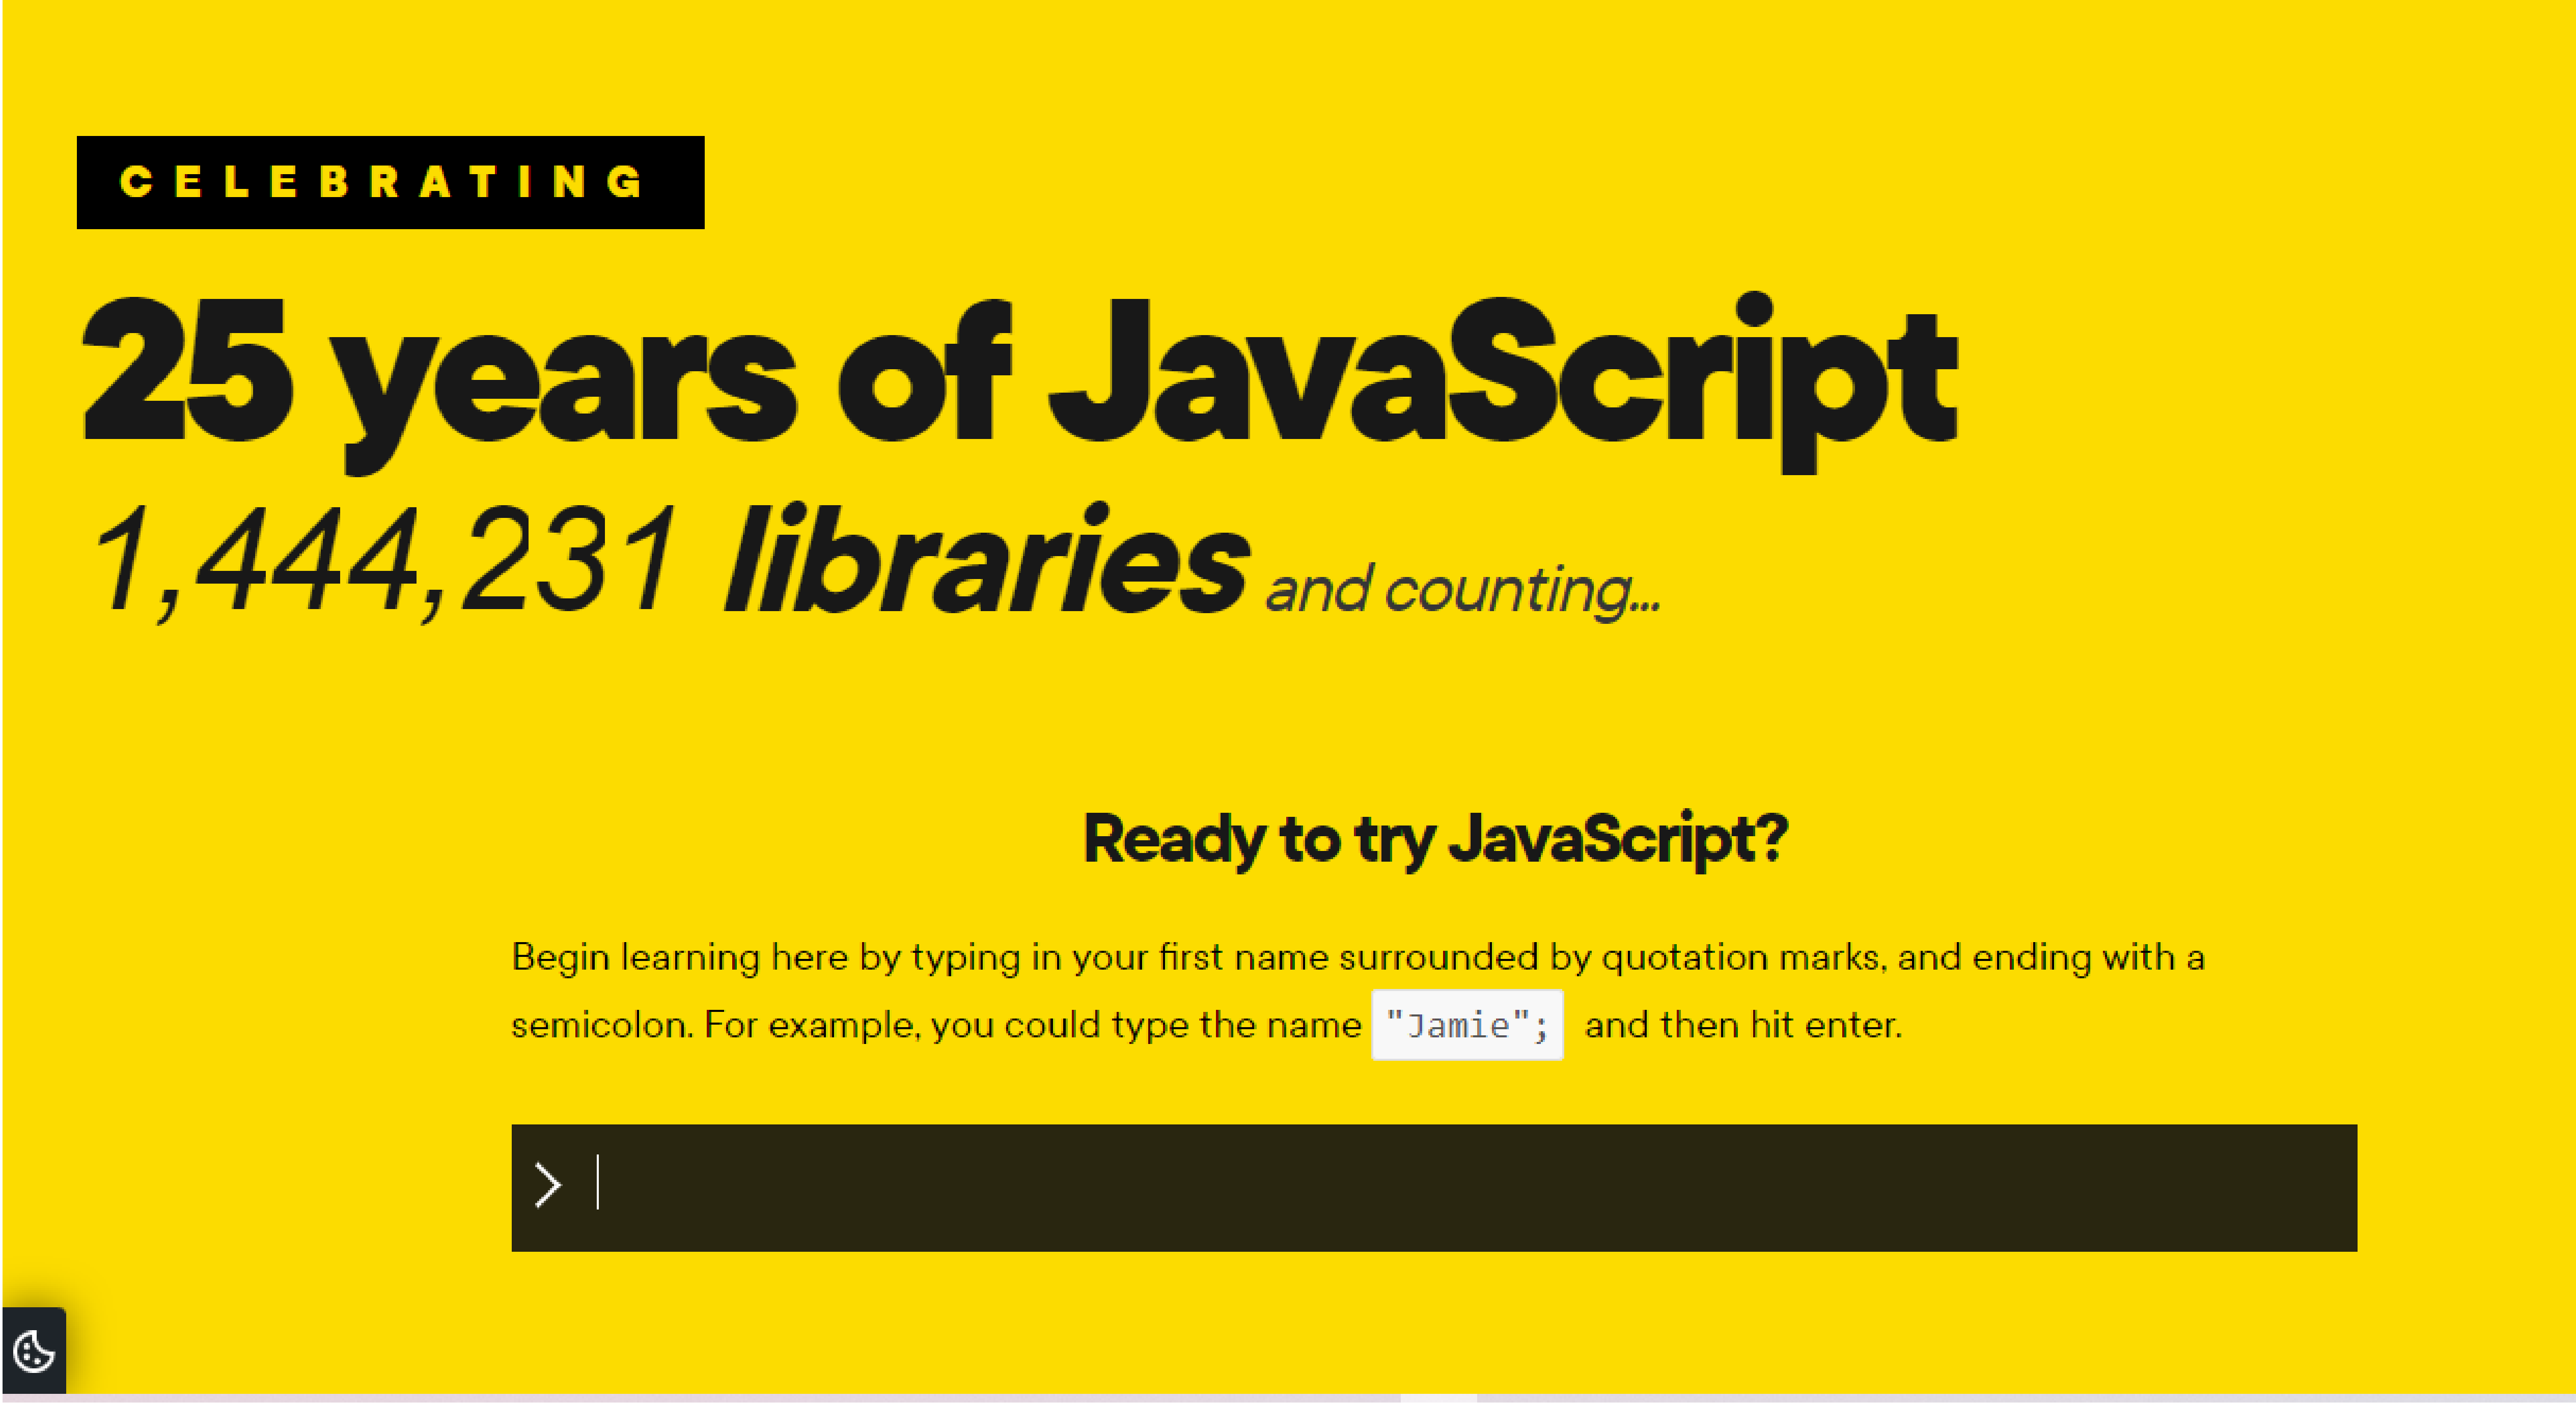 CELEBRATING
25 years of JavaScript
1,444,231 libraries and counting...
Ready to try JavaScript?
Begin learning here by typing in your first name surrounded by quotation marks, and ending with a
semicolon. For example, you could type the name "Jamie"; and then hit enter.
>